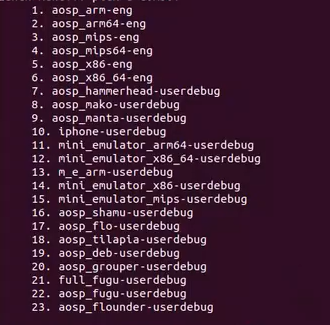 1. aosp_arm-eng
2. aosp_arm64-eng
3. aosp_mips-eng
4. aosp_mips64-eng
5. aosp_x86-eng
6. aosp_x86_64-eng
7. aosp_hammerhead-userdebug
8. aosp_mako-userdebug
9. aosp_manta-userdebug
10. iphone-userdebug
11. mini_emulator_arm64-userdebug
12. mini_emulator_x86_64-userdebug
13. m_e_arm-userdebug
14. mini_emulator_x86-userdebug
15. mini_emulator_mips-userdebug
16. aosp_shamu-userdebug
17. aosp_flo-userdebug
18. aosp_tilapia-userdebug
19. aosp_deb-userdebug
20. aosp_grouper-userdebug
21. full_fugu-userdebug
22. aosp_fugu-userdebug
23. aosp_flounder-userdebug